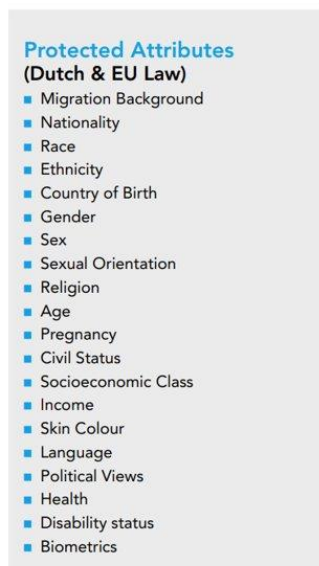 Protected Attributes
(Dutch & EU Law)
Migration Background
Nationality
Race
Ethnicity
Country of Birth
Gender
Sex
Sexual Orientation
Religion
Age
Pregnancy
Civil Status
Socioeconomic Class
Income
Skin Colour
Language
Political Views
Health
Disability status
Biometrics